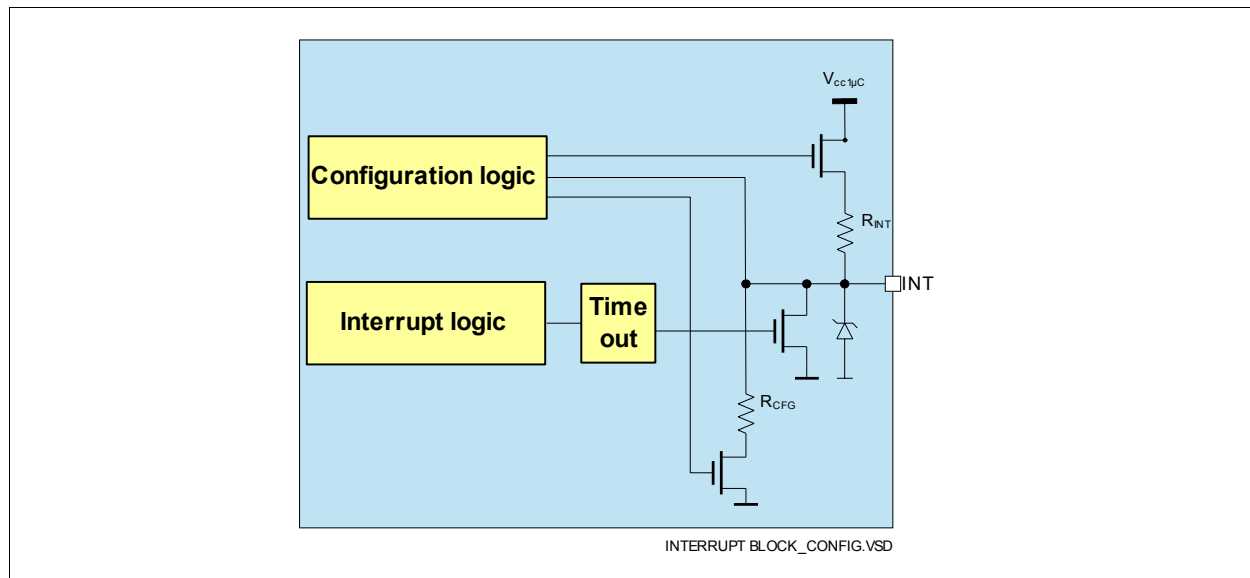 Vcc1µC
Configuration logic
RINT
INT
Interrupt logic
Time
out
RCFG
INTERRUPT BLOCK_CONFIG.VSD